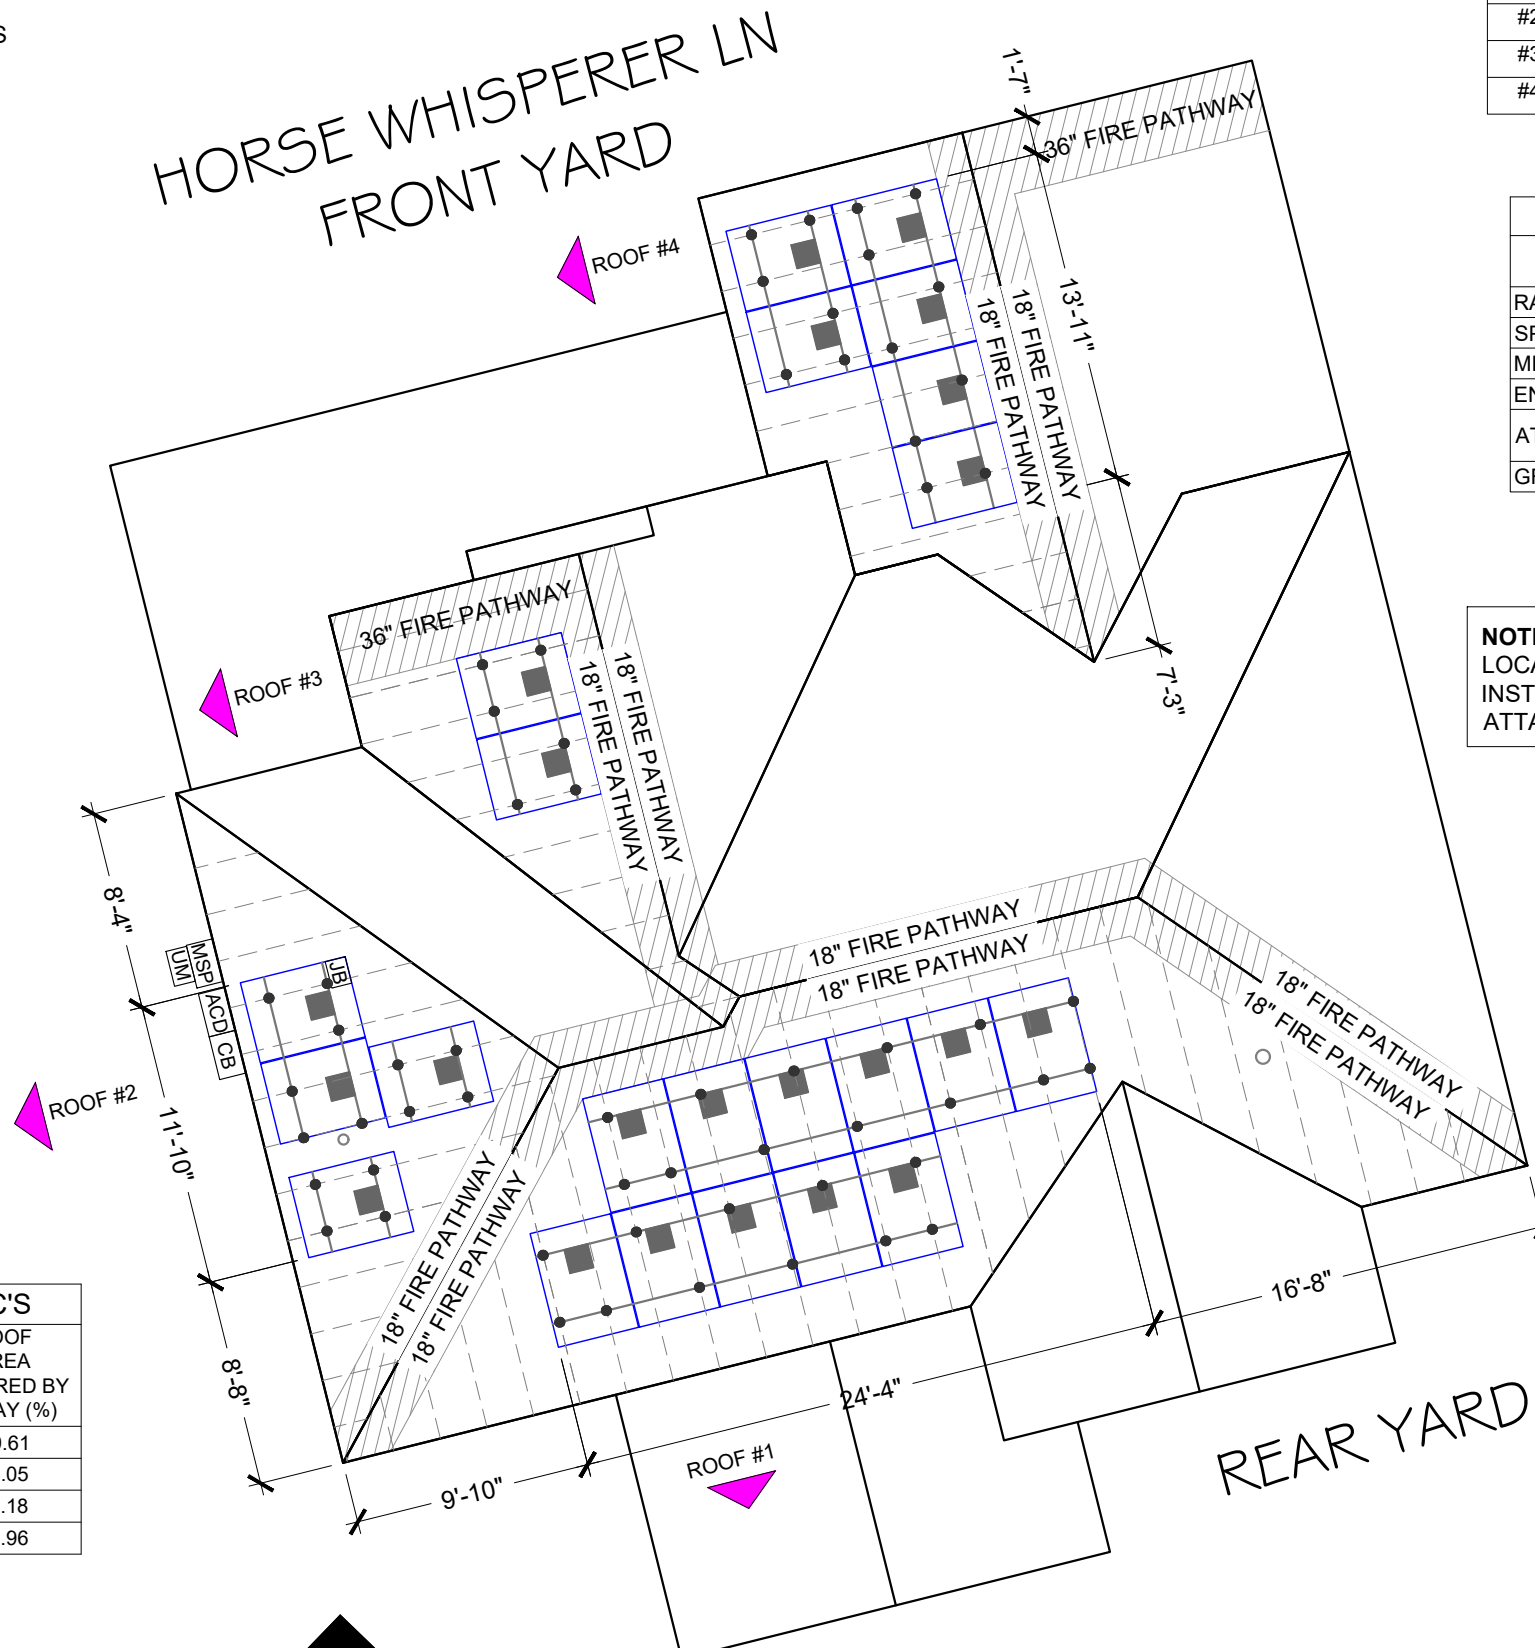 S
HORSE WHISPERER LN
FRONT YARD
1'-7"
36" FIRE PATHWAY
#2
#3
#4
ROOF #4
13'-11"
18" FIRE PATHWAY
18" FIRE PATHWAY
RA
SP
MI
EN
AT
GR
36" FIRE PATHWAY
ROOF #3
18" FIRE PATHWAY
18" FIRE PATHWAY
7'-3"
NOTE
LOCA
INST
ATTA
8'-4"
MSP
UM
JB
ACD
CB
18" FIRE PATHWAY
18" FIRE PATHWAY
18" FIRE PATHWAY
18" FIRE PATHWAY
ROOF #2
11'-10"
18" FIRE PATHWAY
18" FIRE PATHWAY
16'-8"
C'S
OOF
REA
RED BY
AY (%)
.61
.05
.18
.96
8'-8"
24'-4"
9'-10"
ROOF #1
REAR YARD